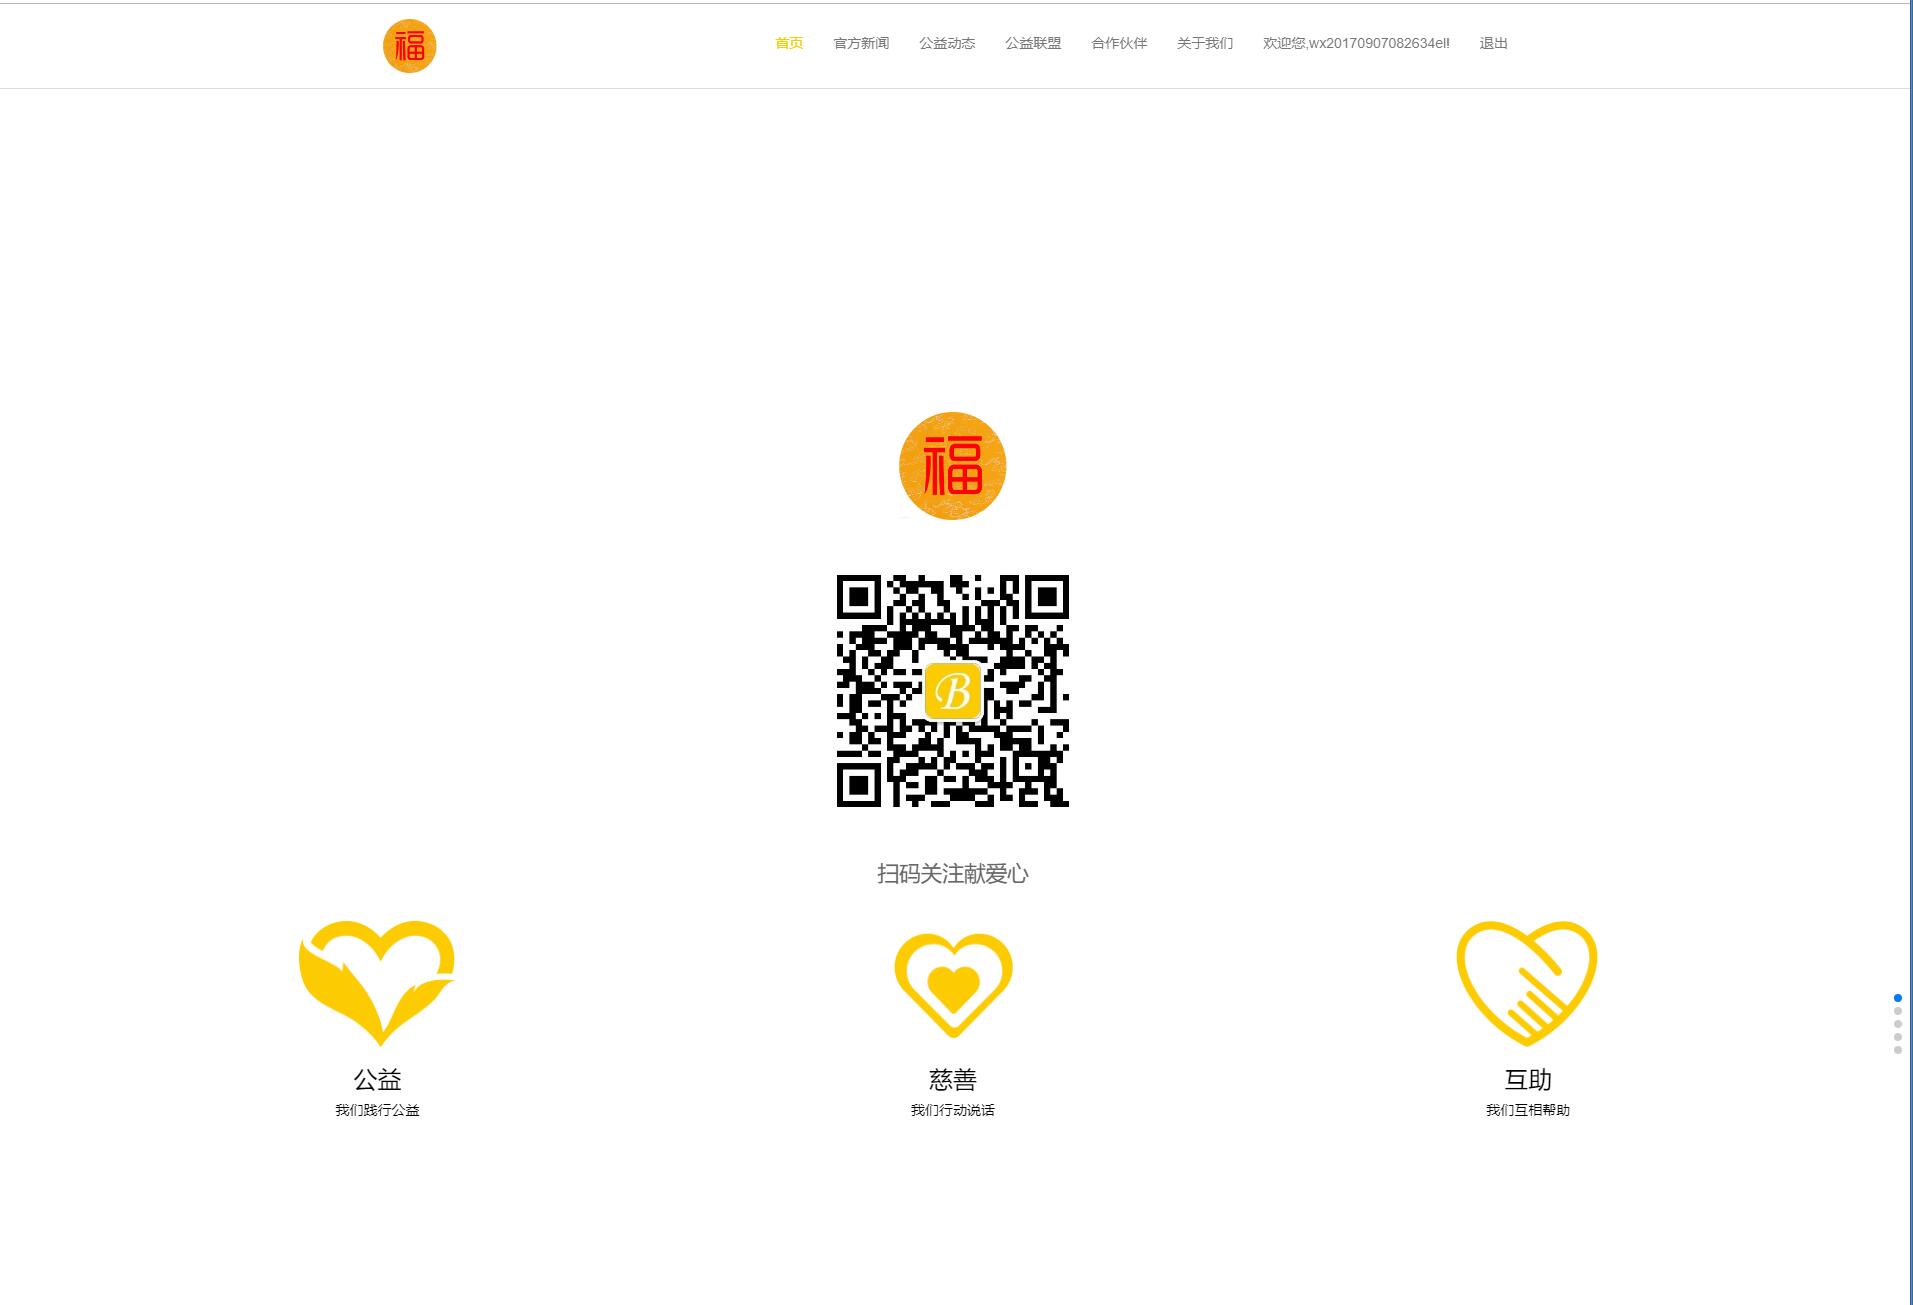 福
首页 官方新闻 公益动态 公益联盟 合作伙伴 关于我们 欢迎您,wx20170907082634ell! 退出
福
B
扫码关注献爱心
公益 慈善 互助
我们践行公益 我们行动说话 我们互相帮助